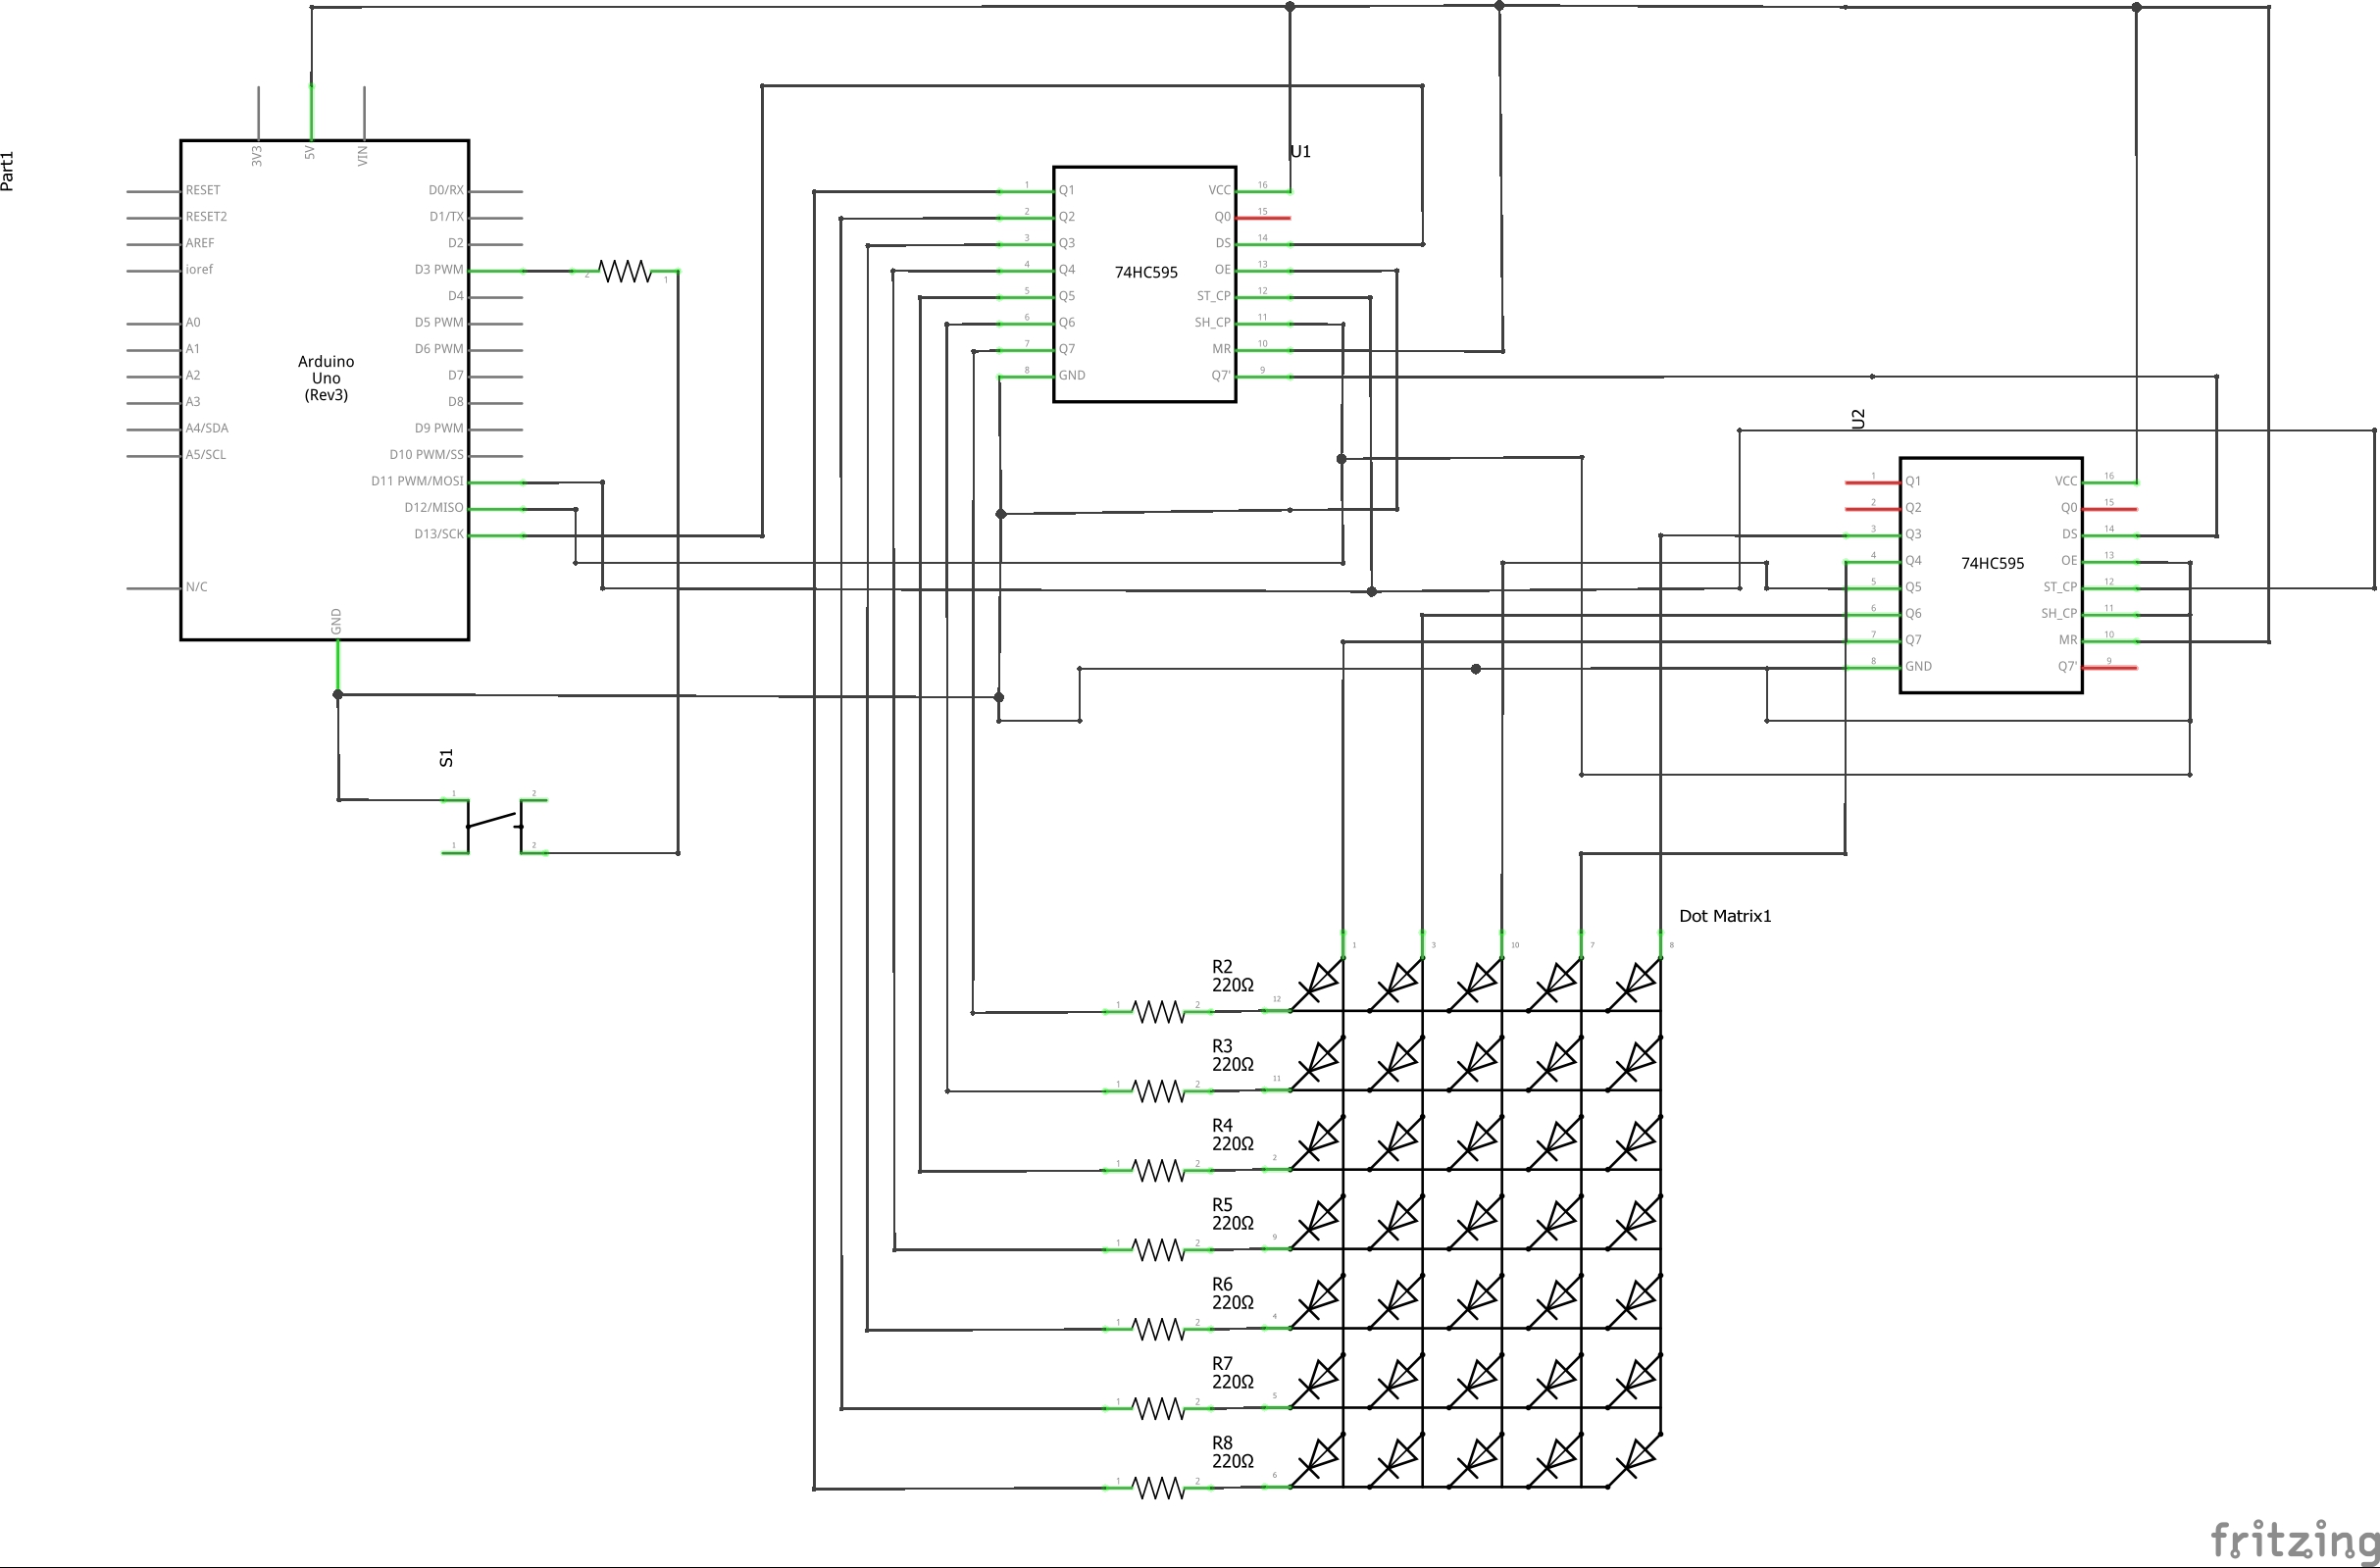 Part1
3V3
5V
VIN
RESET
RESET2
AREF
ioref
A0
A1
A2
A3
A4/SDA
A5/SCL
N/C
D0/RX
D1/TX
D2
D3 PWM
D4
D5 PWM
D6 PWM
D7
D8
D9 PWM
D10 PWM/SS
D11 PWM/MOSI
D12/MISO
D13/SCK
Arduino
Uno
(Rev3)
GND
2
1
S1
1
2
1
2
U1
74HC595
1 Q1
2 Q2
3 Q3
4 Q4
5 Q5
6 Q6
7 Q7
8 GND
VCC 16
Q0 15
DS 14
OE 13
ST_CP 12
SH_CP 11
MR 10
Q7' 9
U2
74HC595
1 Q1
2 Q2
3 Q3
4 Q4
5 Q5
6 Q6
7 Q7
8 GND
VCC 16
Q0 15
DS 14
OE 13
ST_CP 12
SH_CP 11
MR 10
Q7' 9
Dot Matrix1
1 3 10 7 8
R2
220Ω
1 2 12
R3
220Ω
1 2 11
R4
220Ω
1 2 2
R5
220Ω
1 2 9
R6
220Ω
1 2 4
R7
220Ω
1 2 5
R8
220Ω
1 2 6
fritzing